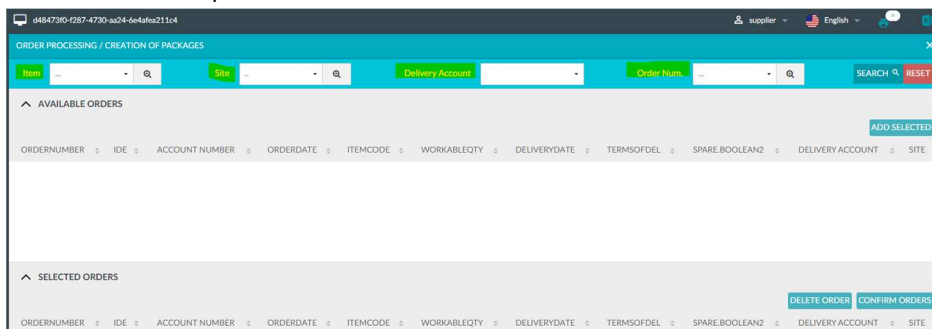 d48473f0-f287-4730-aa24-6e4afea211c4 supplier English
ORDER PROCESSING / CREATION OF PACKAGES
Item ... Site .. Delivery Account Order Num. ... SEARCH RESET
AVAILABLE ORDERS
ADD SELECTED
ORDERNUMBER IDE ACCOUNT NUMBER ORDERDATE ITEMCODE WORKABLEQTY DELIVERYDATE TERMSOFDEL SPARE.BOOLEAN2 DELIVERY ACCOUNT SITE
SELECTED ORDERS
DELETE ORDER CONFIRM ORDERS
ORDERNUMBER IDE ACCOUNT NUMBER ORDERDATE ITEMCODE WORKABLEQTY DELIVERYDATE TERMSOFDEL SPARE.BOOLEAN2 DELIVERY ACCOUNT SITE